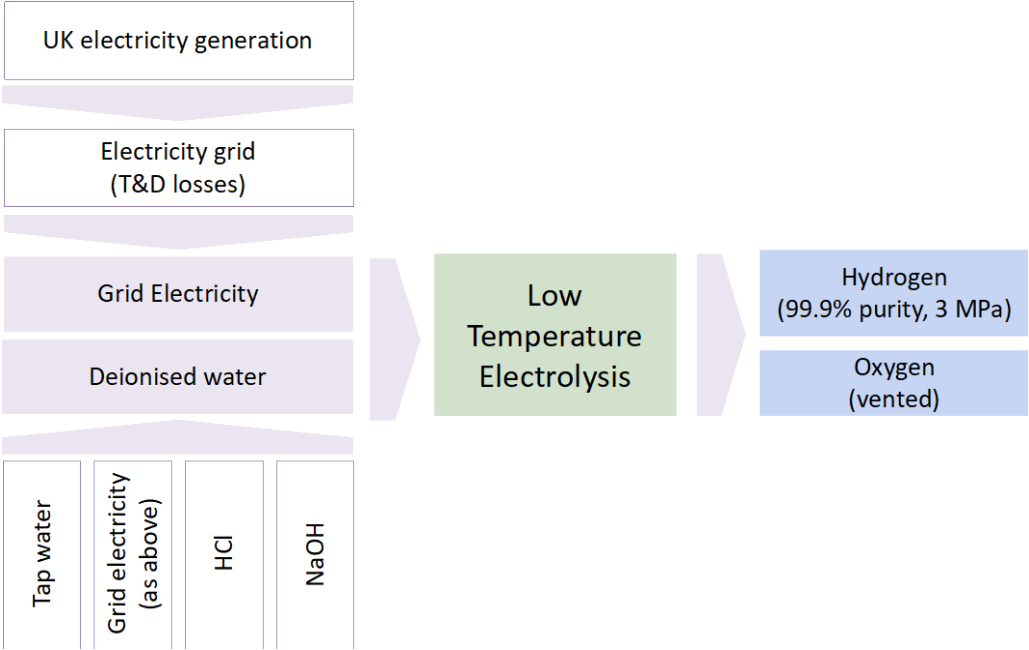 UK electricity generation
Electricity grid
(T&D losses)
Grid Electricity
Deionised water
Tap water
Grid electricity
(as above)
HCl
NaOH
Low
Temperature
Electrolysis
Hydrogen
(99.9% purity, 3 MPa)
Oxygen
(vented)